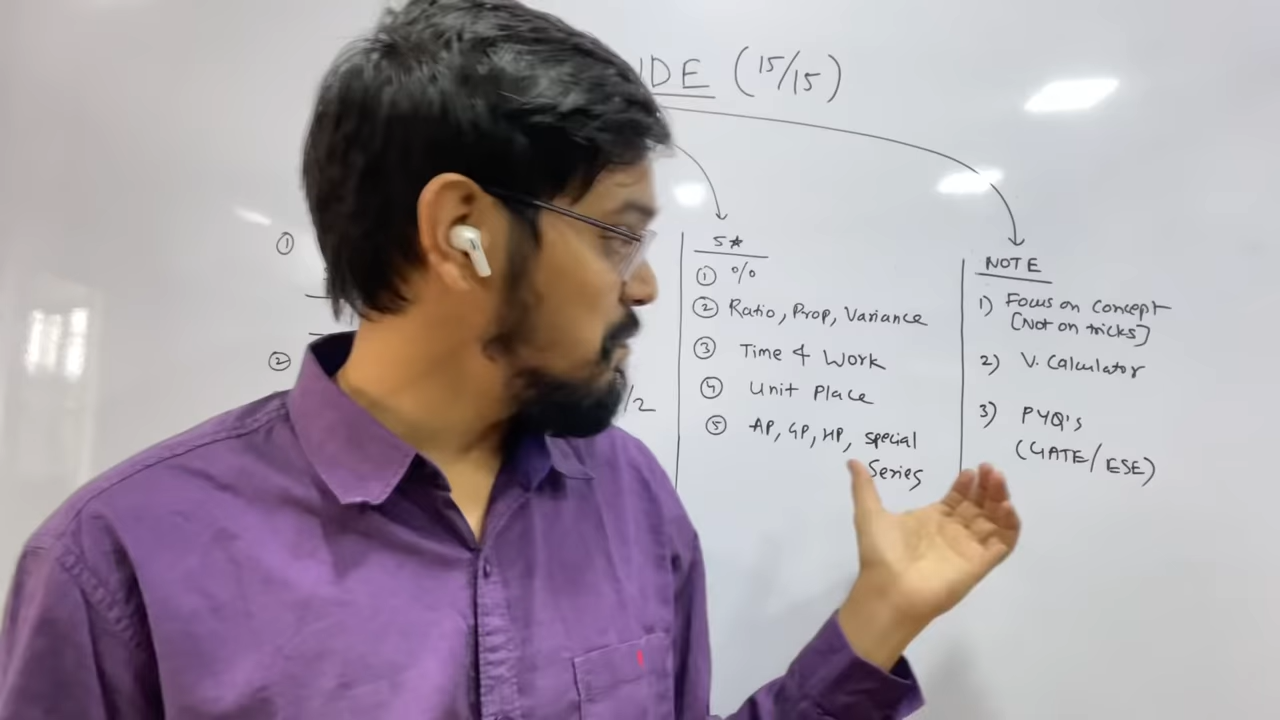 (15/15)
①
②
/2
5★
① %
② Ratio, Prop, Variance
③ Time & Work
④ Unit Place
⑤ AP, GP, HP, special
Series
NOTE
1) Focus on concept
[Not on tricks]
2) V. Calculator
3) PYQ's
(GATE/ESE)